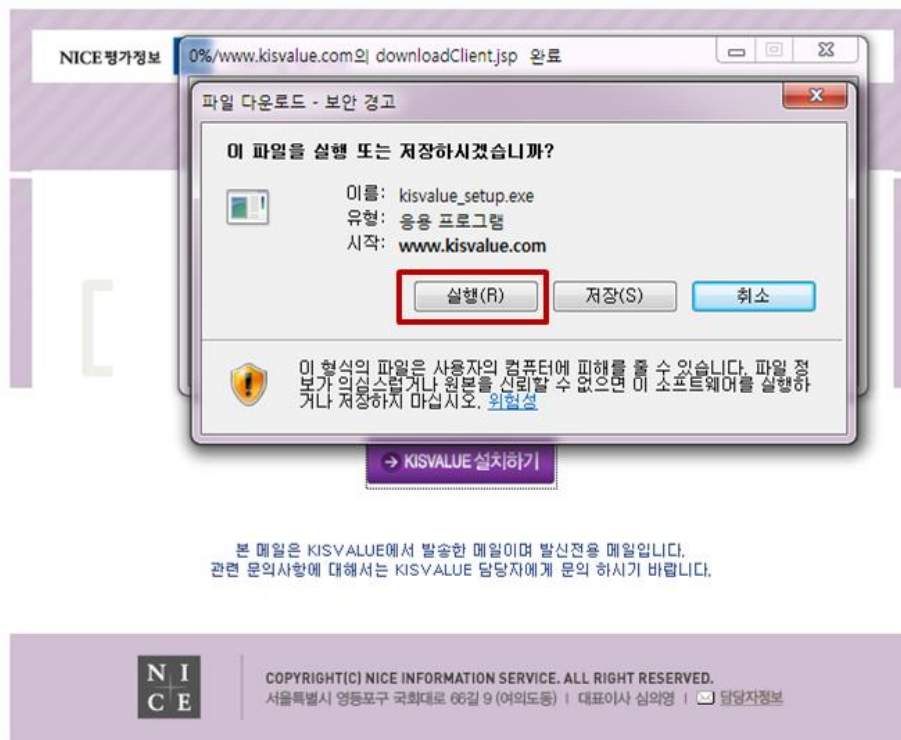 NICE평가정보
0%/www.kisvalue.com의 downloadClient.jsp 완료
파일 다운로드 - 보안 경고
이 파일을 실행 또는 저장하시겠습니까?
이름: kisvalue_setup.exe
유형: 응용 프로그램
시작: www.kisvalue.com
실행(R) 저장(S) 취소
이 형식의 파일은 사용자의 컴퓨터에 피해를 줄 수 있습니다. 파일 정
보가 의심스럽거나 원본을 신뢰할 수 없으면 이 소프트웨어를 실행하
거나 저장하지 마십시오. 위험성
KISVALUE 설치하기
본 메일은 KISVALUE에서 발송한 메일이며 발신전용 메일입니다.
관련 문의사항에 대해서는 KISVALUE 담당자에게 문의 하시기 바랍니다.
N I
C E
COPYRIGHT(C) NICE INFORMATION SERVICE. ALL RIGHT RESERVED.
서울특별시 영등포구 국회대로 66길 9 (여의도동) | 대표이사 심의영 | 담당자정보